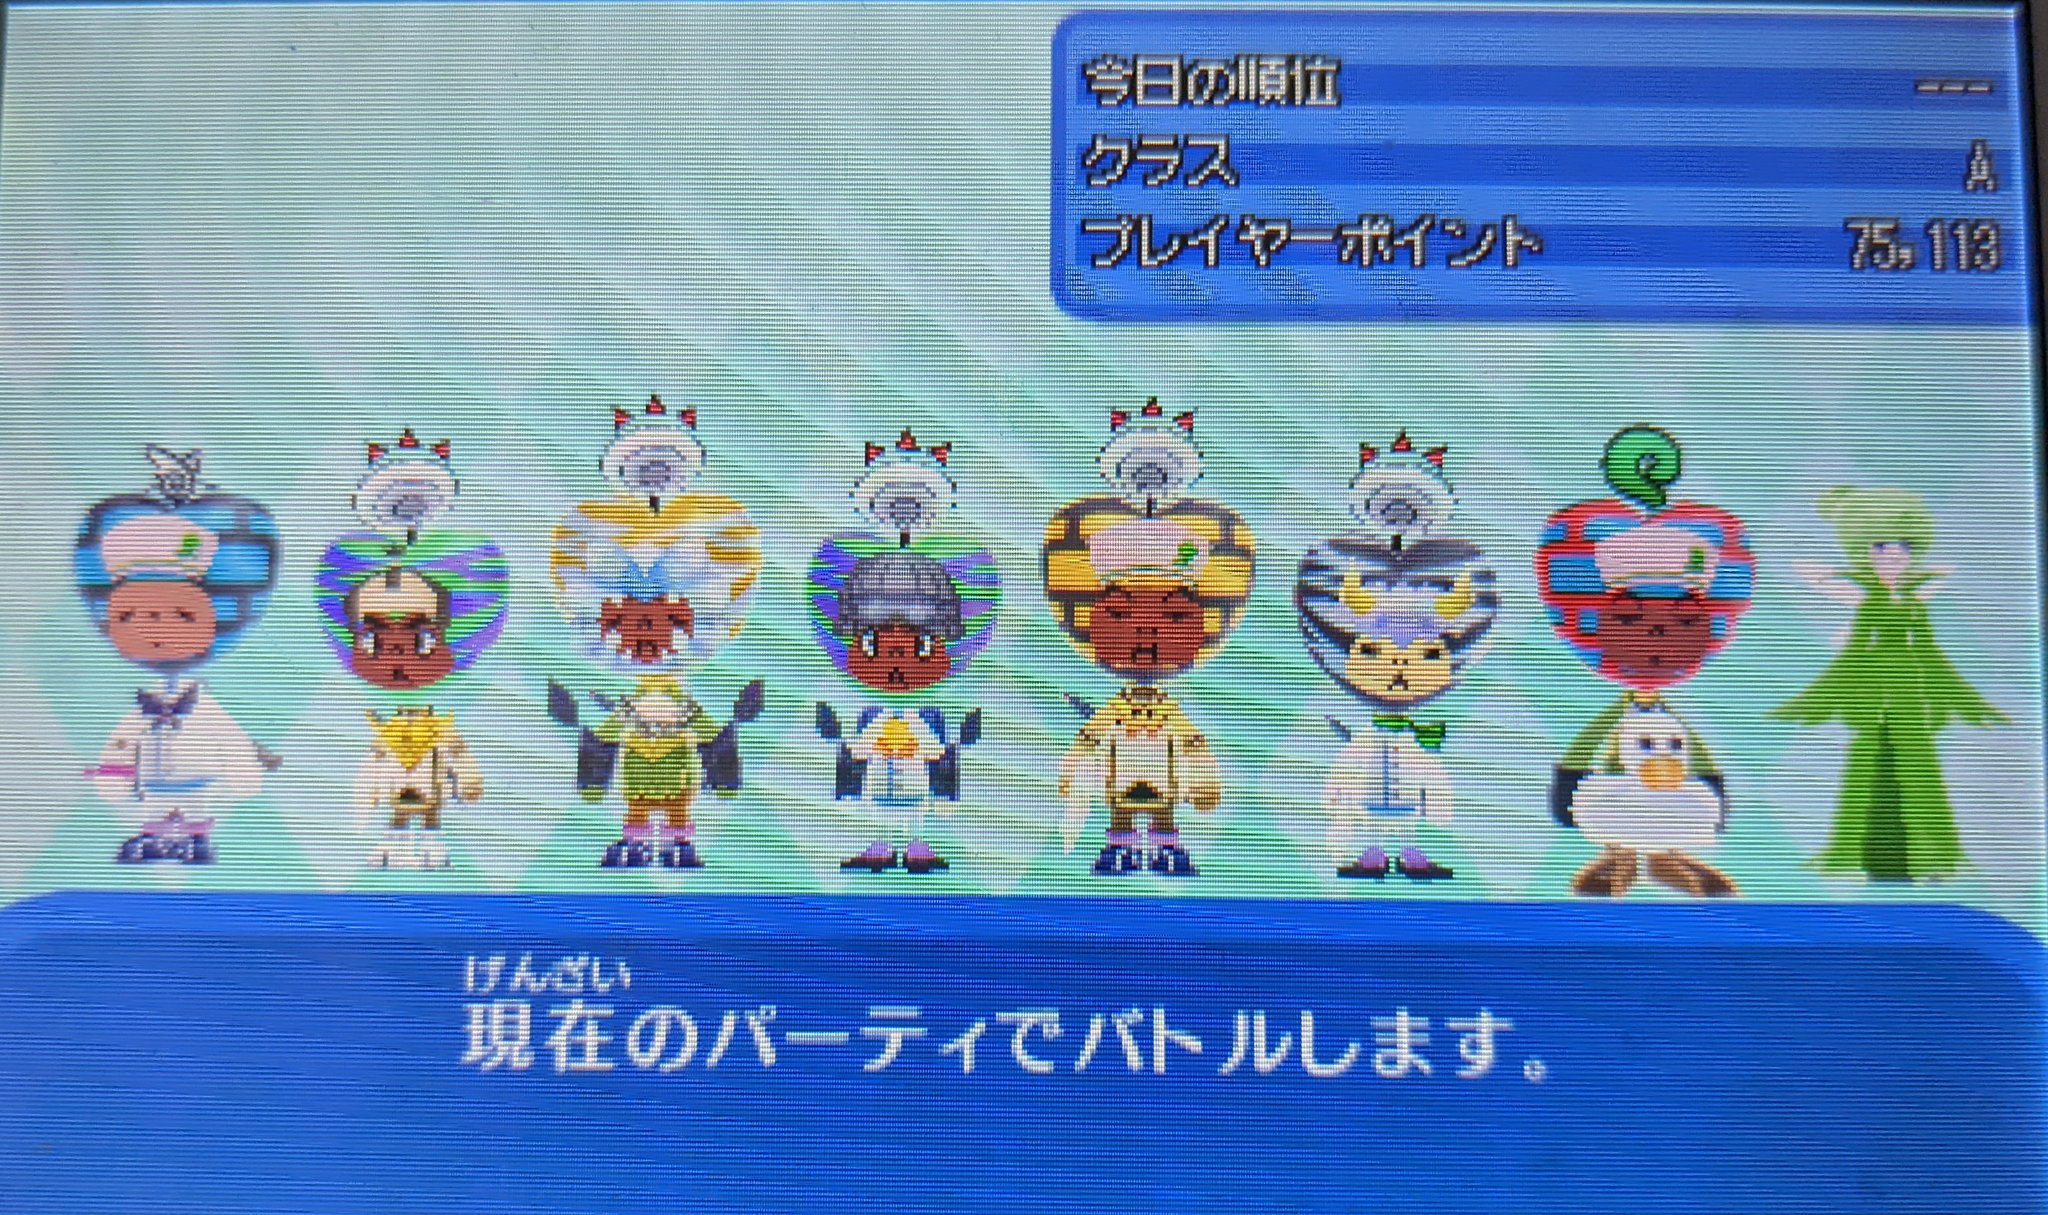 今日の順位 ---
クラス A
プレイヤーポイント 75,113
げんざい
現在のパーティでバトルします。